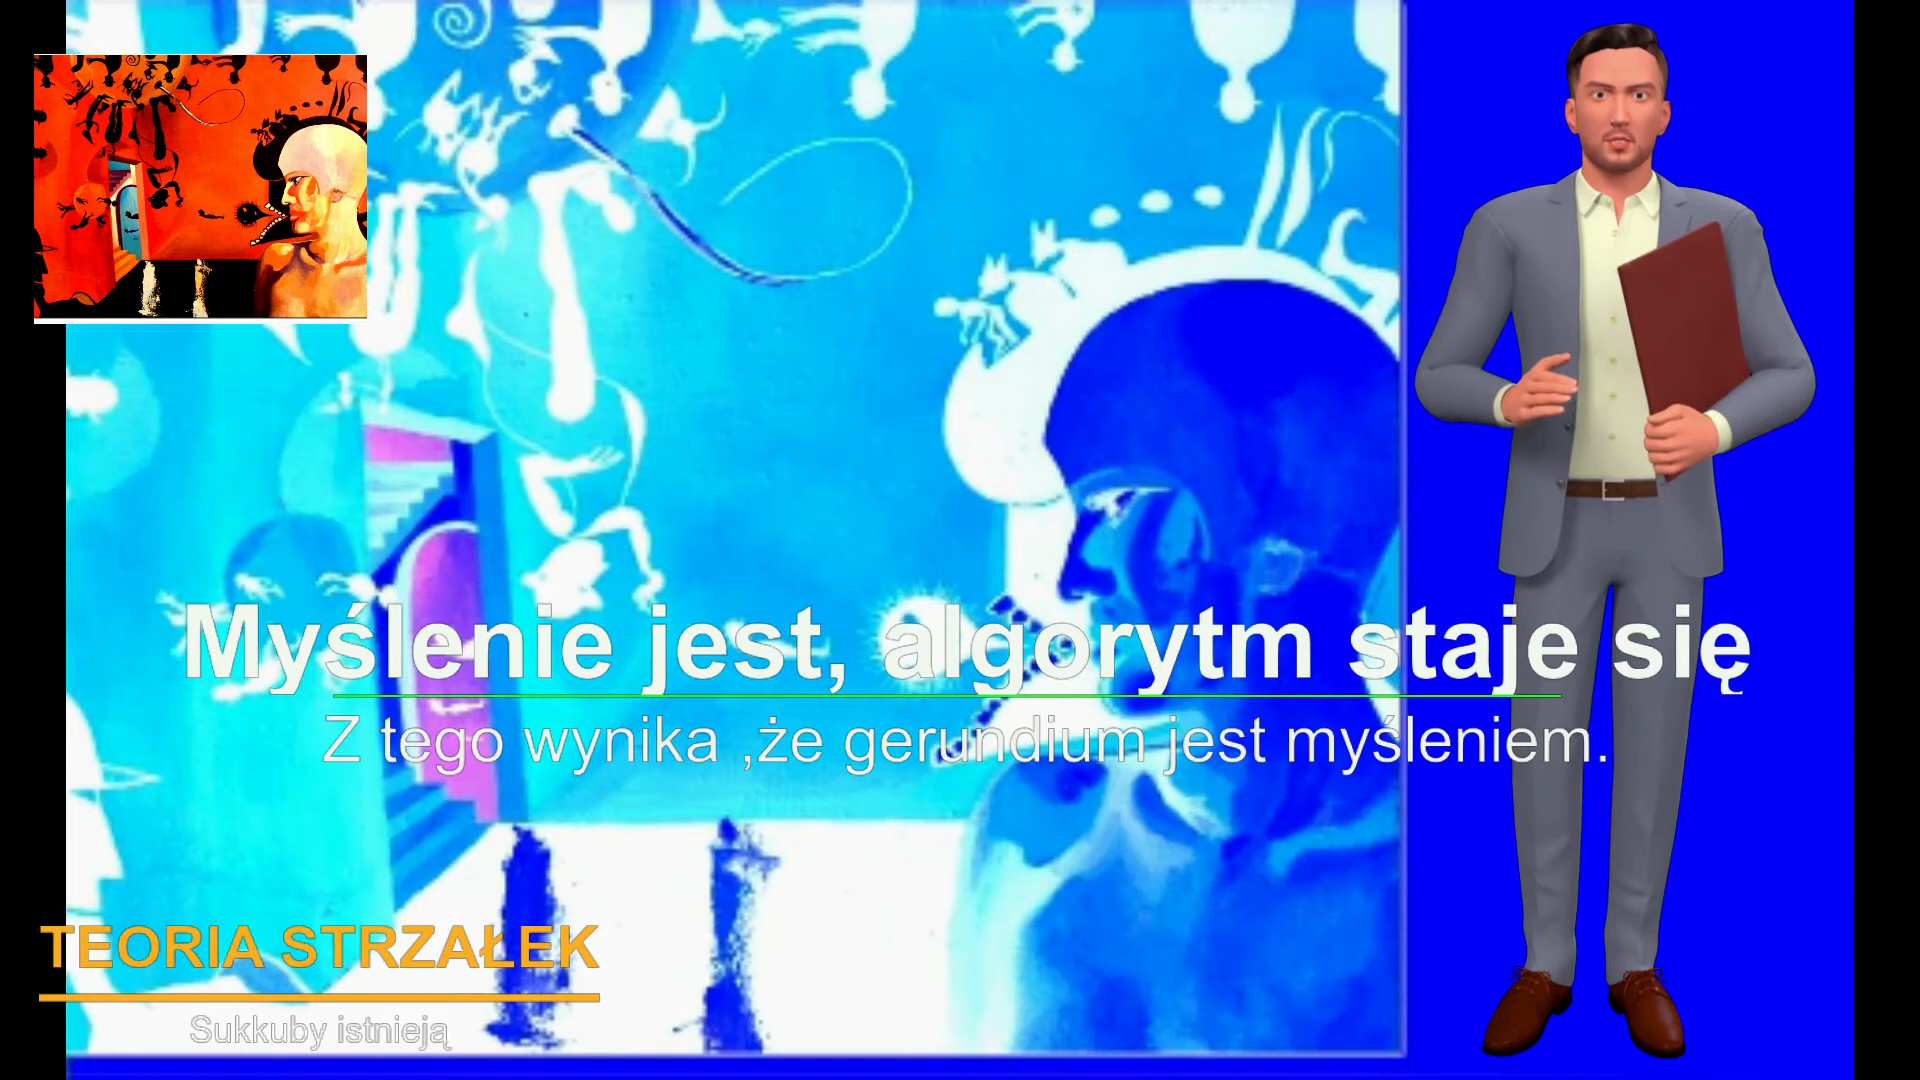 Myślenie jest, algorytm staje się
Z tego wynika ,że gerundium jest myśleniem.
TEORIA STRZAŁEK
Sukkuby istnieją